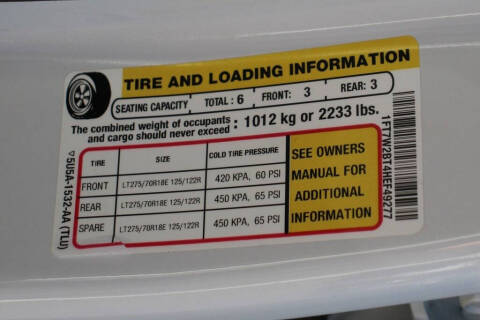 TIRE AND LOADING INFORMATION
SEATING CAPACITY TOTAL : 6 FRONT: 3 REAR: 3
The combined weight of occupants and cargo should never exceed : 1012 kg or 2233 lbs.
TIRE SIZE COLD TIRE PRESSURE
FRONT LT275/70R18E 125/122R 420 KPA, 60 PSI
REAR LT275/70R18E 125/122R 450 KPA, 65 PSI
SPARE LT275/70R18E 125/122R 450 KPA, 65 PSI
SEE OWNERS
MANUAL FOR
ADDITIONAL
INFORMATION
5U5A-1532-AA (TLU)
1FT7W2BT4HEF49277